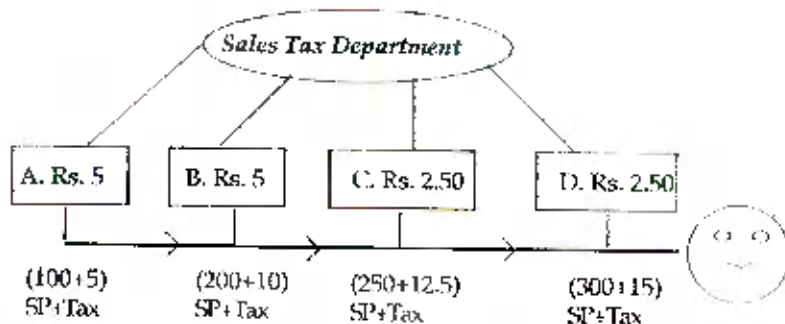 Sales Tax Department
A. Rs. 5
B. Rs. 5
C. Rs. 2.50
D. Rs. 2.50
(100+5)
SP+Tax
(200+10)
SP+Tax
(250+12.5)
SP+Tax
(300+15)
SP+Tax